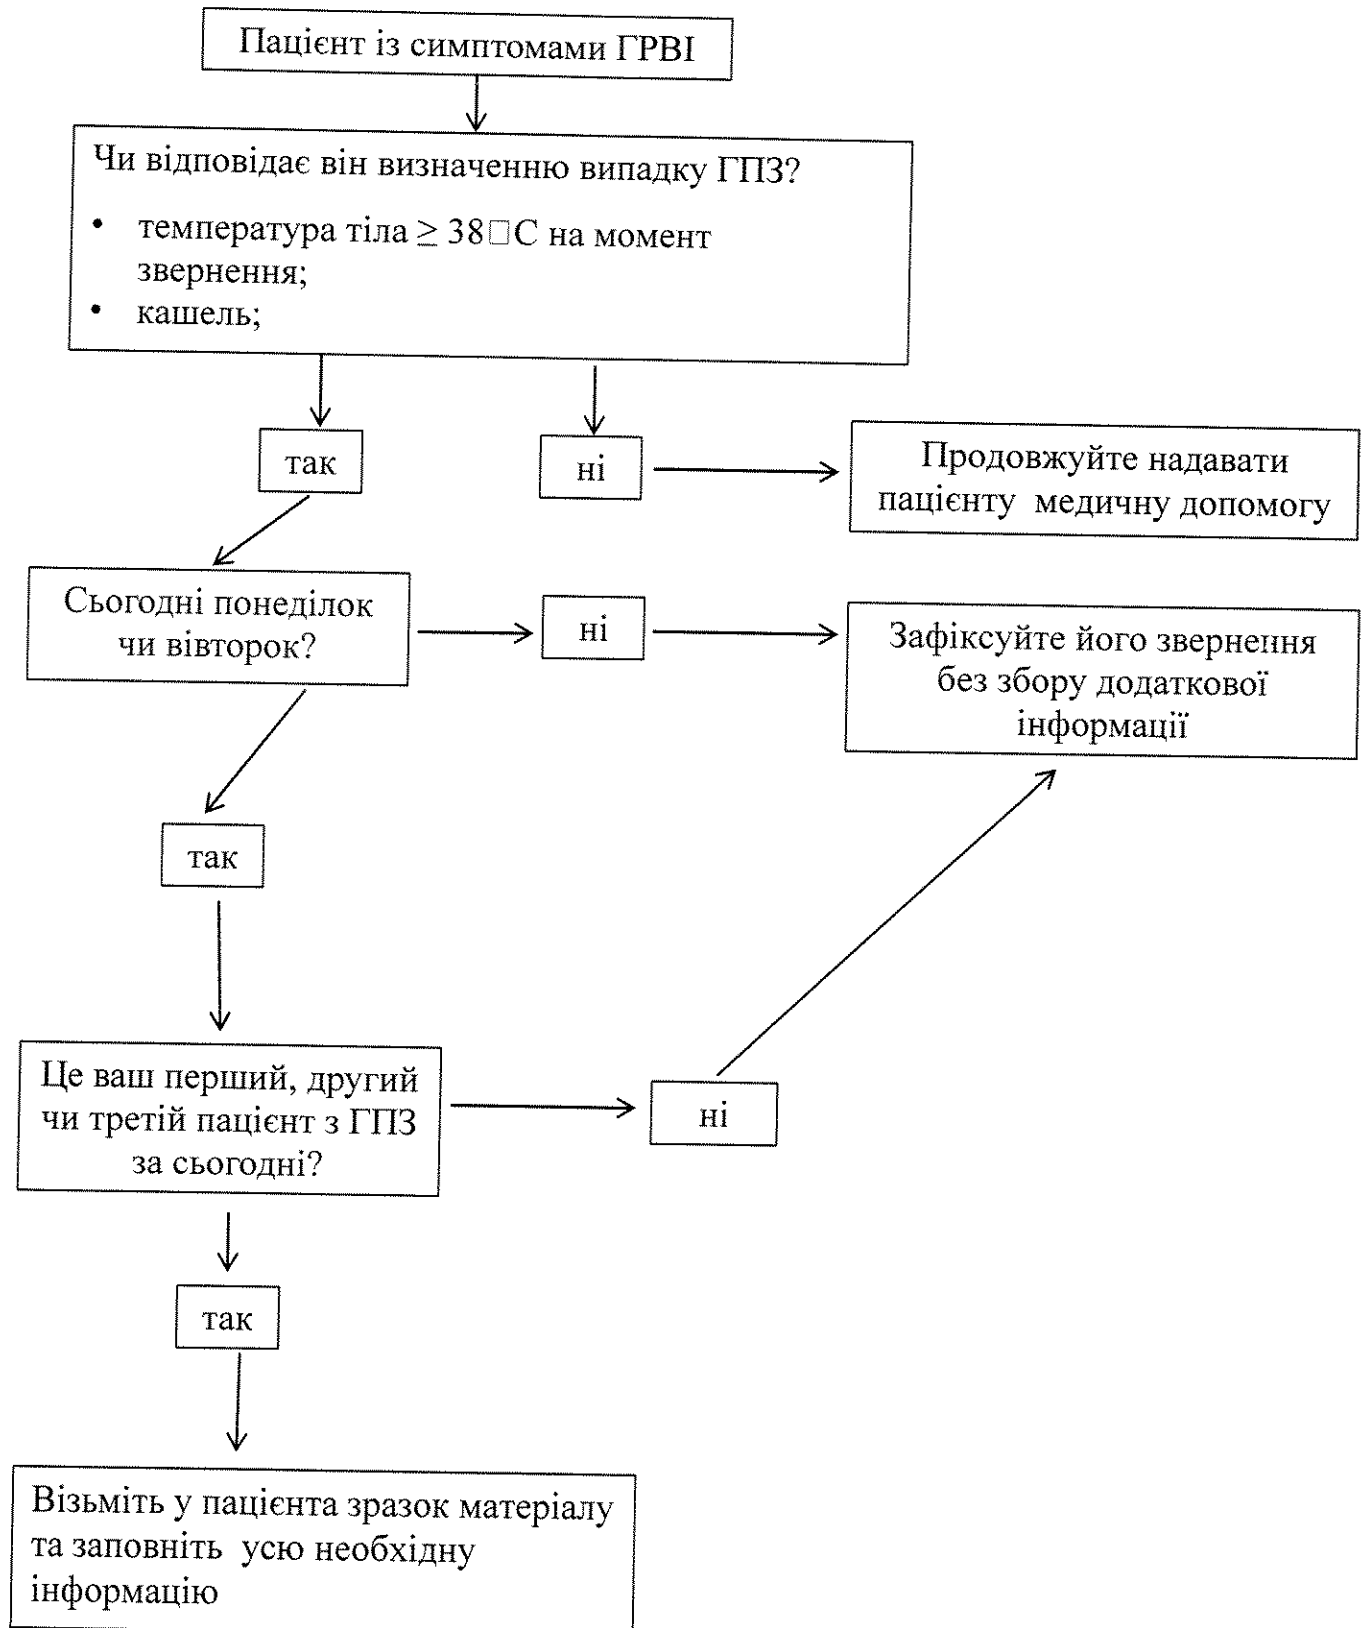 Пацієнт із симптомами ГРВІ
Чи відповідає він визначенню випадку ГПЗ?
• температура тіла ≥ 38□С на момент
звернення;
• кашель;
так
ні
Продовжуйте надавати
пацієнту медичну допомогу
Сьогодні понеділок
чи вівторок?
ні
Зафіксуйте його звернення
без збору додаткової
інформації
так
Це ваш перший, другий
чи третій пацієнт з ГПЗ
за сьогодні?
ні
так
Візьміть у пацієнта зразок матеріалу
та заповніть усю необхідну
інформацію